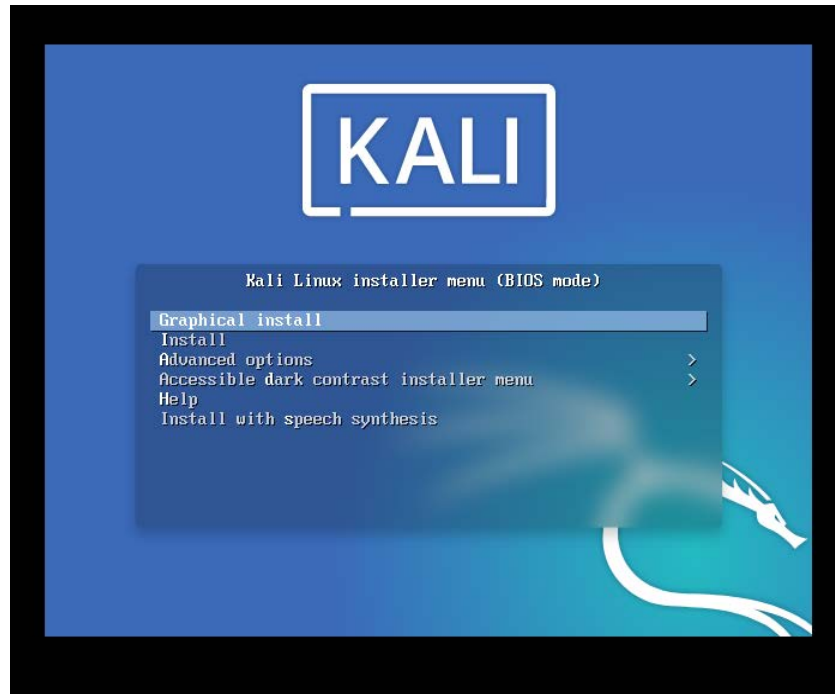 KALI
Kali Linux installer menu (BIOS mode)
Graphical install
Install
Advanced options >
Accessible dark contrast installer menu >
Help
Install with speech synthesis